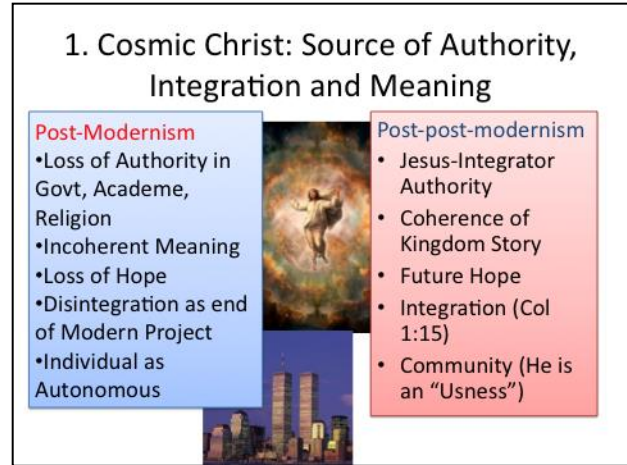 1. Cosmic Christ: Source of Authority,
Integration and Meaning
Post-Modernism
•Loss of Authority in
Govt, Academe,
Religion
•Incoherent Meaning
•Loss of Hope
•Disintegration as end
of Modern Project
•Individual as
Autonomous
Post-post-modernism
• Jesus-Integrator
Authority
• Coherence of
Kingdom Story
• Future Hope
• Integration (Col
1:15)
• Community (He is
an “Usness”)